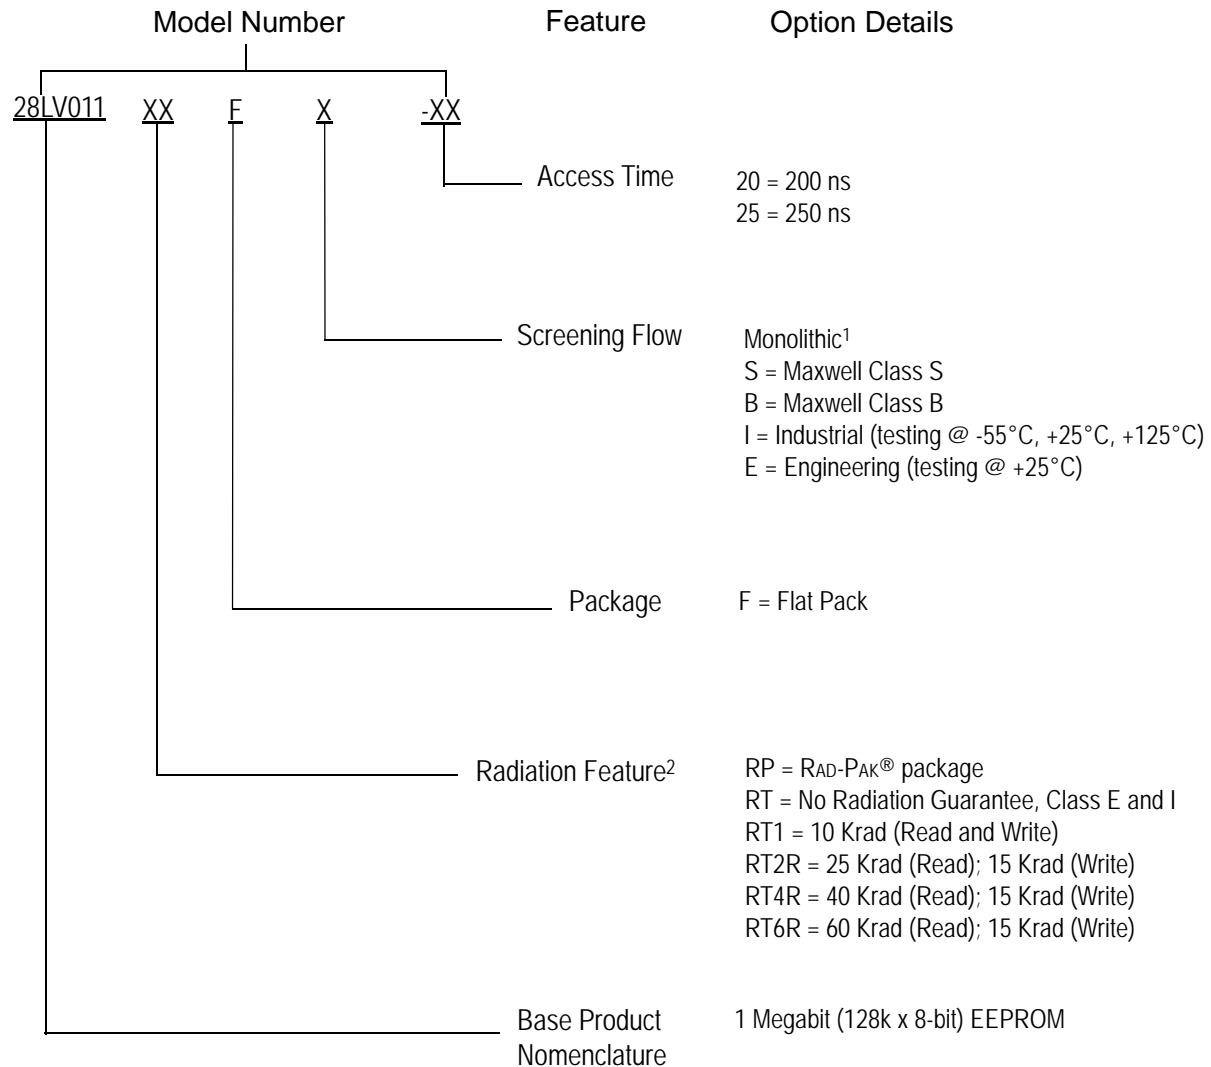 Model Number Feature Option Details
28LV011 XX F X -XX
Access Time 20 = 200 ns
25 = 250 ns
Screening Flow Monolithic1
S = Maxwell Class S
B = Maxwell Class B
I = Industrial (testing @ -55°C, +25°C, +125°C)
E = Engineering (testing @ +25°C)
Package F = Flat Pack
Radiation Feature2 RP = RAD-PAK® package
RT = No Radiation Guarantee, Class E and I
RT1 = 10 Krad (Read and Write)
RT2R = 25 Krad (Read); 15 Krad (Write)
RT4R = 40 Krad (Read); 15 Krad (Write)
RT6R = 60 Krad (Read); 15 Krad (Write)
Base Product 1 Megabit (128k x 8-bit) EEPROM
Nomenclature